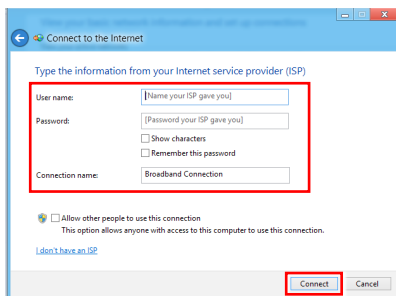 View your basic network information and set up connections
Connect to the Internet
Type the information from your Internet service provider (ISP)
User name:
[Name your ISP gave you]
Password:
[Password your ISP gave you]
Show characters
Remember this password
Connection name:
Broadband Connection
Allow other people to use this connection
This option allows anyone with access to this computer to use this connection.
I don't have an ISP
Connect
Cancel